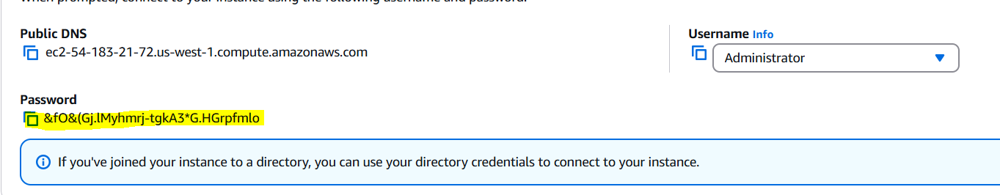 When prompted, connect to your instance using the following username and password:
Public DNS
ec2-54-183-21-72.us-west-1.compute.amazonaws.com
Username Info
Administrator
Password
&fO&(Gj.lMyhmrj-tgkA3*G.HGrpfmlo
If you've joined your instance to a directory, you can use your directory credentials to connect to your instance.